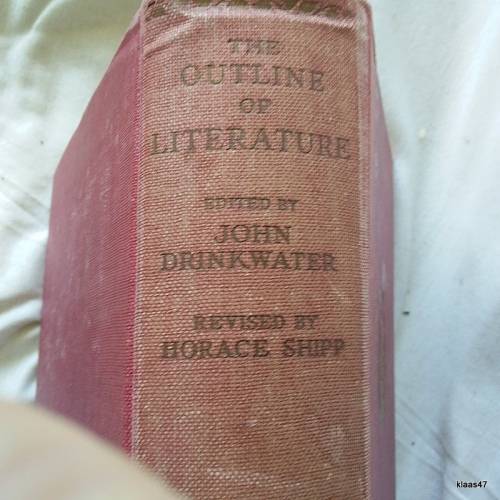 THE
OUTLINE
OF
LITERATURE
EDITED BY
JOHN
DRINKWATER
REVISED BY
HORACE SHIPP
klaas47